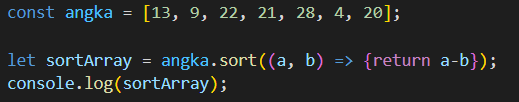 const angka = [13, 9, 22, 21, 28, 4, 20];
let sortArray = angka.sort((a, b) => {return a-b});
console.log(sortArray);